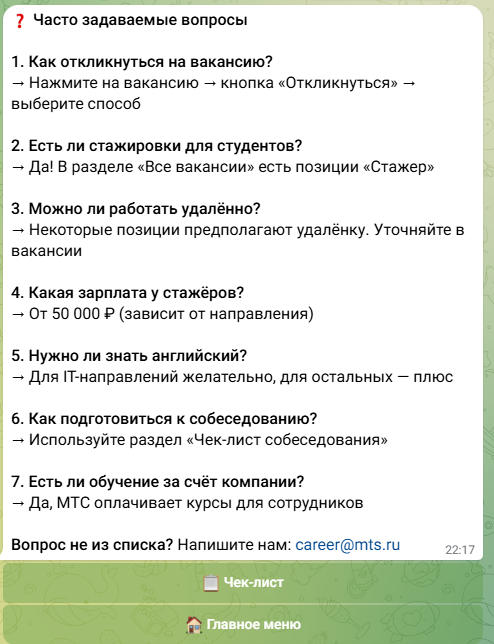 ❓ Часто задаваемые вопросы
1. Как откликнуться на вакансию?
→ Нажмите на вакансию → кнопка «Откликнуться» →
выберите способ
2. Есть ли стажировки для студентов?
→ Да! В разделе «Все вакансии» есть позиции «Стажер»
3. Можно ли работать удалённо?
→ Некоторые позиции предполагают удалёнку. Уточняйте в
вакансии
4. Какая зарплата у стажёров?
→ От 50 000 ₽ (зависит от направления)
5. Нужно ли знать английский?
→ Для IT-направлений желательно, для остальных — плюс
6. Как подготовиться к собеседованию?
→ Используйте раздел «Чек-лист собеседования»
7. Есть ли обучение за счёт компании?
→ Да, МТС оплачивает курсы для сотрудников
Вопрос не из списка? Напишите нам: career@mts.ru
22:17
📋 Чек-лист
🏠 Главное меню